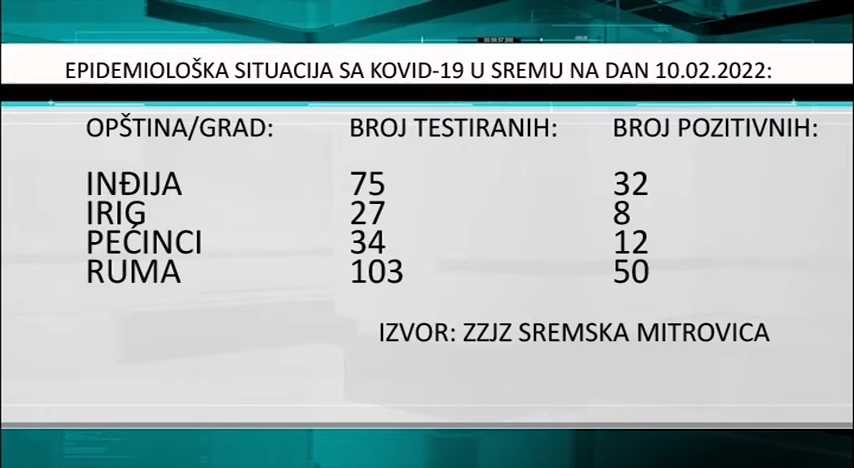 EPIDEMIOLOŠKA SITUACIJA SA KOVID-19 U SREMU NA DAN 10.02.2022:
OPŠTINA/GRAD: BROJ TESTIRANIH: BROJ POZITIVNIH:
INĐIJA 75 32
IRIG 27 8
PEĆINCI 34 12
RUMA 103 50
IZVOR: ZZJZ SREMSKA MITROVICA